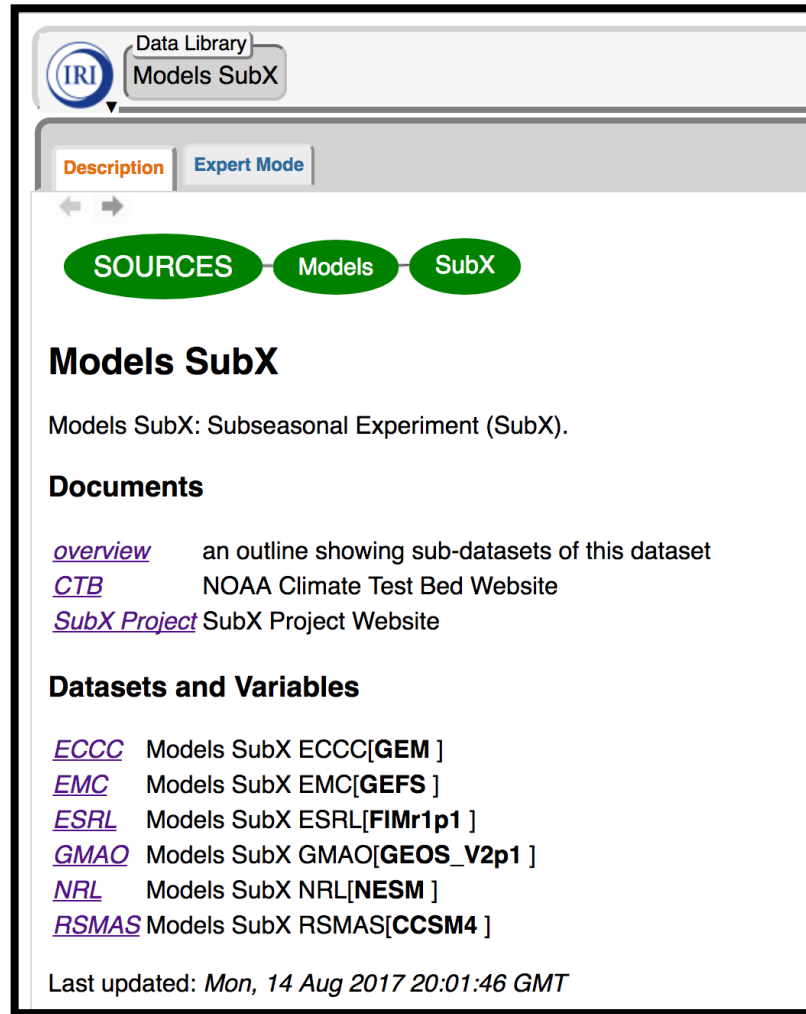 IRI
Data Library
Models SubX
Description
Expert Mode
SOURCES Models SubX
Models SubX
Models SubX: Subseasonal Experiment (SubX).
Documents
overview an outline showing sub-datasets of this dataset
CTB NOAA Climate Test Bed Website
SubX Project SubX Project Website
Datasets and Variables
ECCC Models SubX ECCC[GEM ]
EMC Models SubX EMC[GEFS ]
ESRL Models SubX ESRL[FIMr1p1 ]
GMAO Models SubX GMAO[GEOS_V2p1 ]
NRL Models SubX NRL[NESM ]
RSMAS Models SubX RSMAS[CCSM4 ]
Last updated: Mon, 14 Aug 2017 20:01:46 GMT